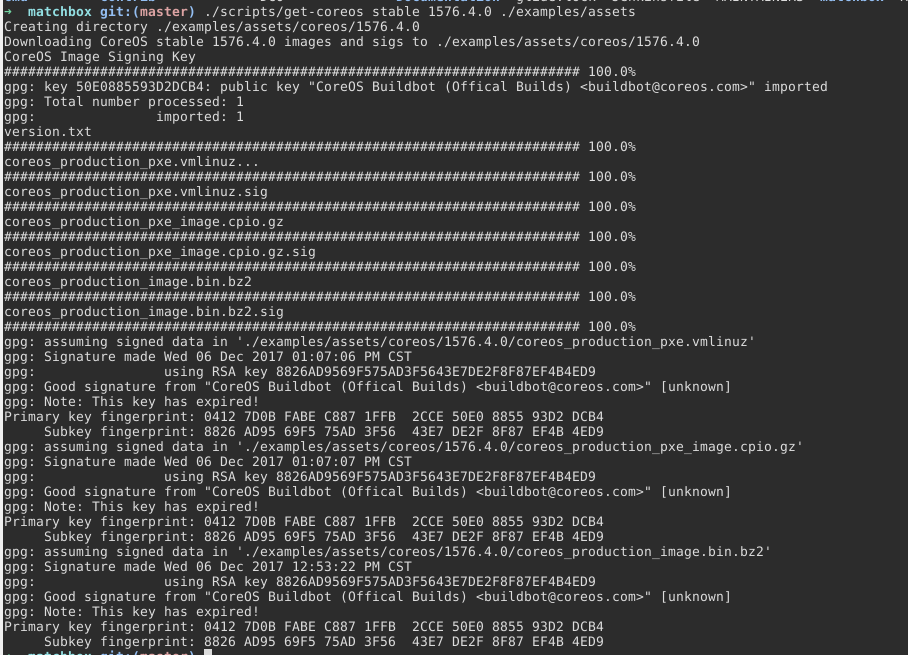 → matchbox git:(master) ./scripts/get-coreos stable 1576.4.0 ./examples/assets
Creating directory ./examples/assets/coreos/1576.4.0
Downloading CoreOS stable 1576.4.0 images and sigs to ./examples/assets/coreos/1576.4.0
CoreOS Image Signing Key
######################################################################## 100.0%
gpg: key 50E0885593D2DCB4: public key "CoreOS Buildbot (Offical Builds) <buildbot@coreos.com>" imported
gpg: Total number processed: 1
gpg:               imported: 1
version.txt
######################################################################## 100.0%
coreos_production_pxe.vmlinuz...
######################################################################## 100.0%
coreos_production_pxe.vmlinuz.sig
######################################################################## 100.0%
coreos_production_pxe_image.cpio.gz
######################################################################## 100.0%
coreos_production_pxe_image.cpio.gz.sig
######################################################################## 100.0%
coreos_production_image.bin.bz2
######################################################################## 100.0%
coreos_production_image.bin.bz2.sig
######################################################################## 100.0%
gpg: assuming signed data in './examples/assets/coreos/1576.4.0/coreos_production_pxe.vmlinuz'
gpg: Signature made Wed 06 Dec 2017 01:07:06 PM CST
gpg:                using RSA key 8826AD9569F575AD3F5643E7DE2F8F87EF4B4ED9
gpg: Good signature from "CoreOS Buildbot (Offical Builds) <buildbot@coreos.com>" [unknown]
gpg: Note: This key has expired!
Primary key fingerprint: 0412 7D0B FABE C887 1FFB  2CCE 50E0 8855 93D2 DCB4
     Subkey fingerprint: 8826 AD95 69F5 75AD 3F56  43E7 DE2F 8F87 EF4B 4ED9
gpg: assuming signed data in './examples/assets/coreos/1576.4.0/coreos_production_pxe_image.cpio.gz'
gpg: Signature made Wed 06 Dec 2017 01:07:07 PM CST
gpg:                using RSA key 8826AD9569F575AD3F5643E7DE2F8F87EF4B4ED9
gpg: Good signature from "CoreOS Buildbot (Offical Builds) <buildbot@coreos.com>" [unknown]
gpg: Note: This key has expired!
Primary key fingerprint: 0412 7D0B FABE C887 1FFB  2CCE 50E0 8855 93D2 DCB4
     Subkey fingerprint: 8826 AD95 69F5 75AD 3F56  43E7 DE2F 8F87 EF4B 4ED9
gpg: assuming signed data in './examples/assets/coreos/1576.4.0/coreos_production_image.bin.bz2'
gpg: Signature made Wed 06 Dec 2017 12:53:22 PM CST
gpg:                using RSA key 8826AD9569F575AD3F5643E7DE2F8F87EF4B4ED9
gpg: Good signature from "CoreOS Buildbot (Offical Builds) <buildbot@coreos.com>" [unknown]
gpg: Note: This key has expired!
Primary key fingerprint: 0412 7D0B FABE C887 1FFB  2CCE 50E0 8855 93D2 DCB4
     Subkey fingerprint: 8826 AD95 69F5 75AD 3F56  43E7 DE2F 8F87 EF4B 4ED9
→ matchbox git:(master)